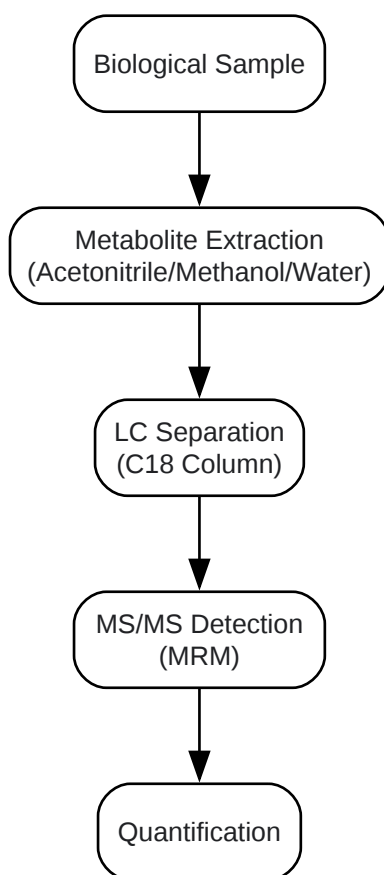 Biological Sample
Metabolite Extraction
(Acetonitrile/Methanol/Water)
LC Separation
(C18 Column)
MS/MS Detection
(MRM)
Quantification